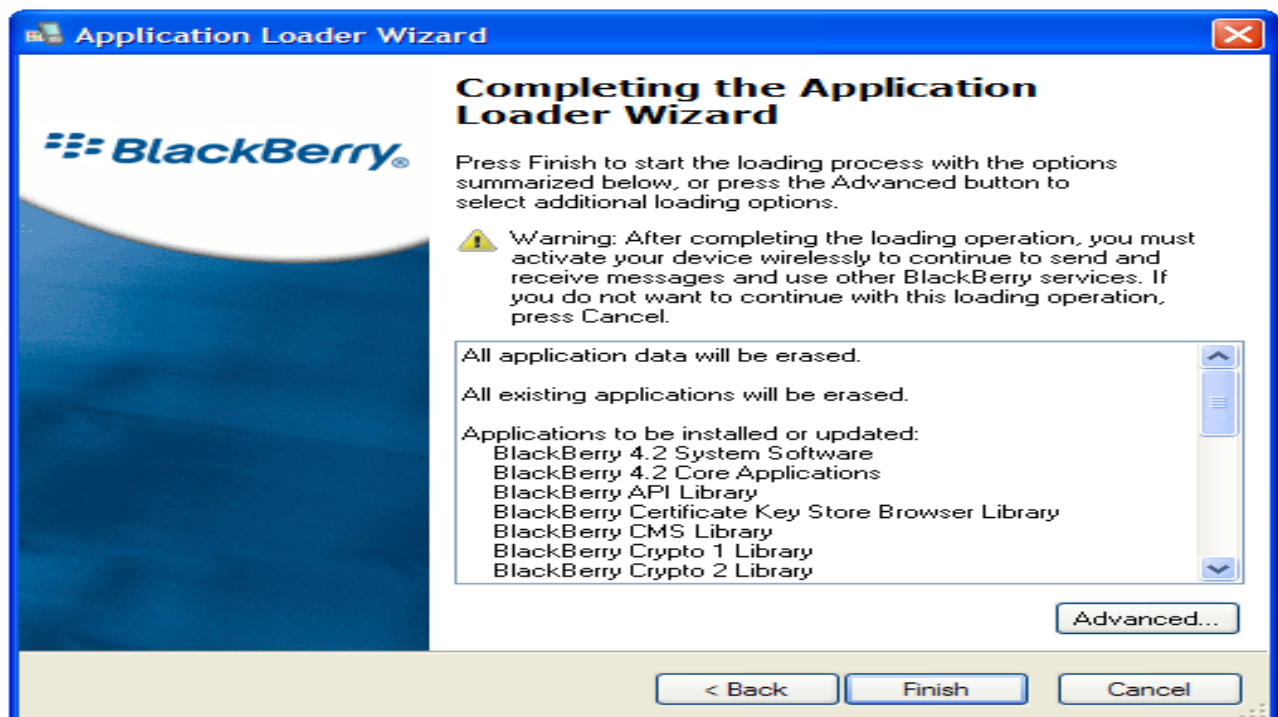 Application Loader Wizard
Completing the Application
Loader Wizard
BlackBerry®
Press Finish to start the loading process with the options
summarized below, or press the Advanced button to
select additional loading options.
Warning: After completing the loading operation, you must
activate your device wirelessly to continue to send and
receive messages and use other BlackBerry services. If
you do not want to continue with this loading operation,
press Cancel.
All application data will be erased.
All existing applications will be erased.
Applications to be installed or updated:
BlackBerry 4.2 System Software
BlackBerry 4.2 Core Applications
BlackBerry API Library
BlackBerry Certificate Key Store Browser Library
BlackBerry CMS Library
BlackBerry Crypto 1 Library
BlackBerry Crypto 2 Library
Advanced...
< Back
Finish
Cancel